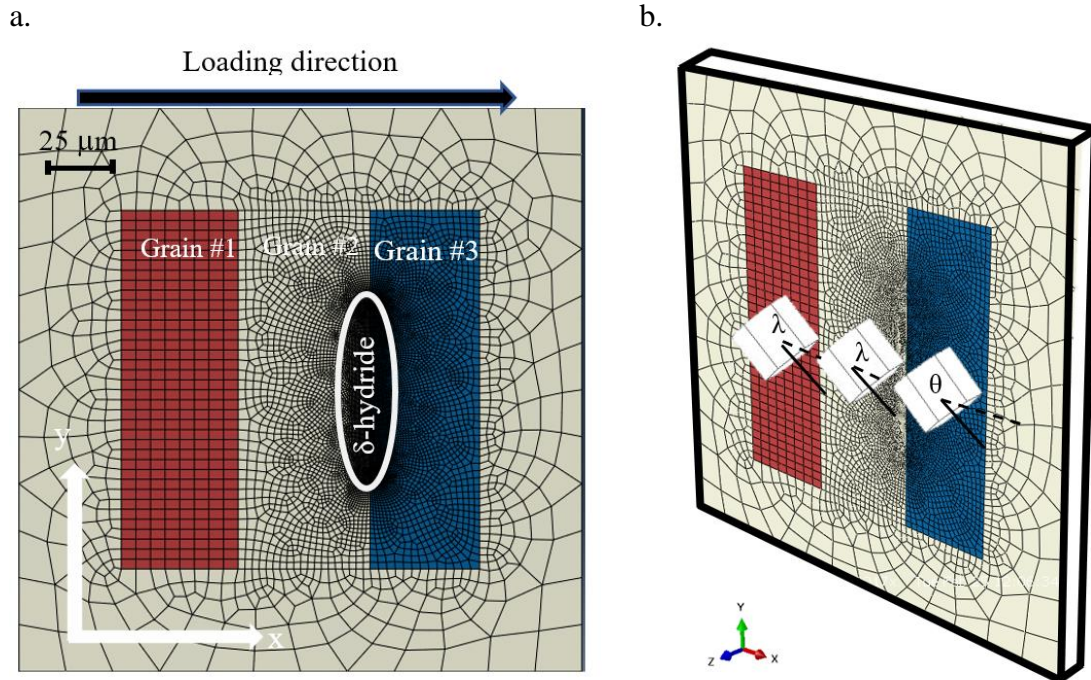 a.
Loading direction
25 μm
Grain #1
Grain #2
Grain #3
δ-hydride
y
x
b.
λ
λ
θ
Y
Z
X